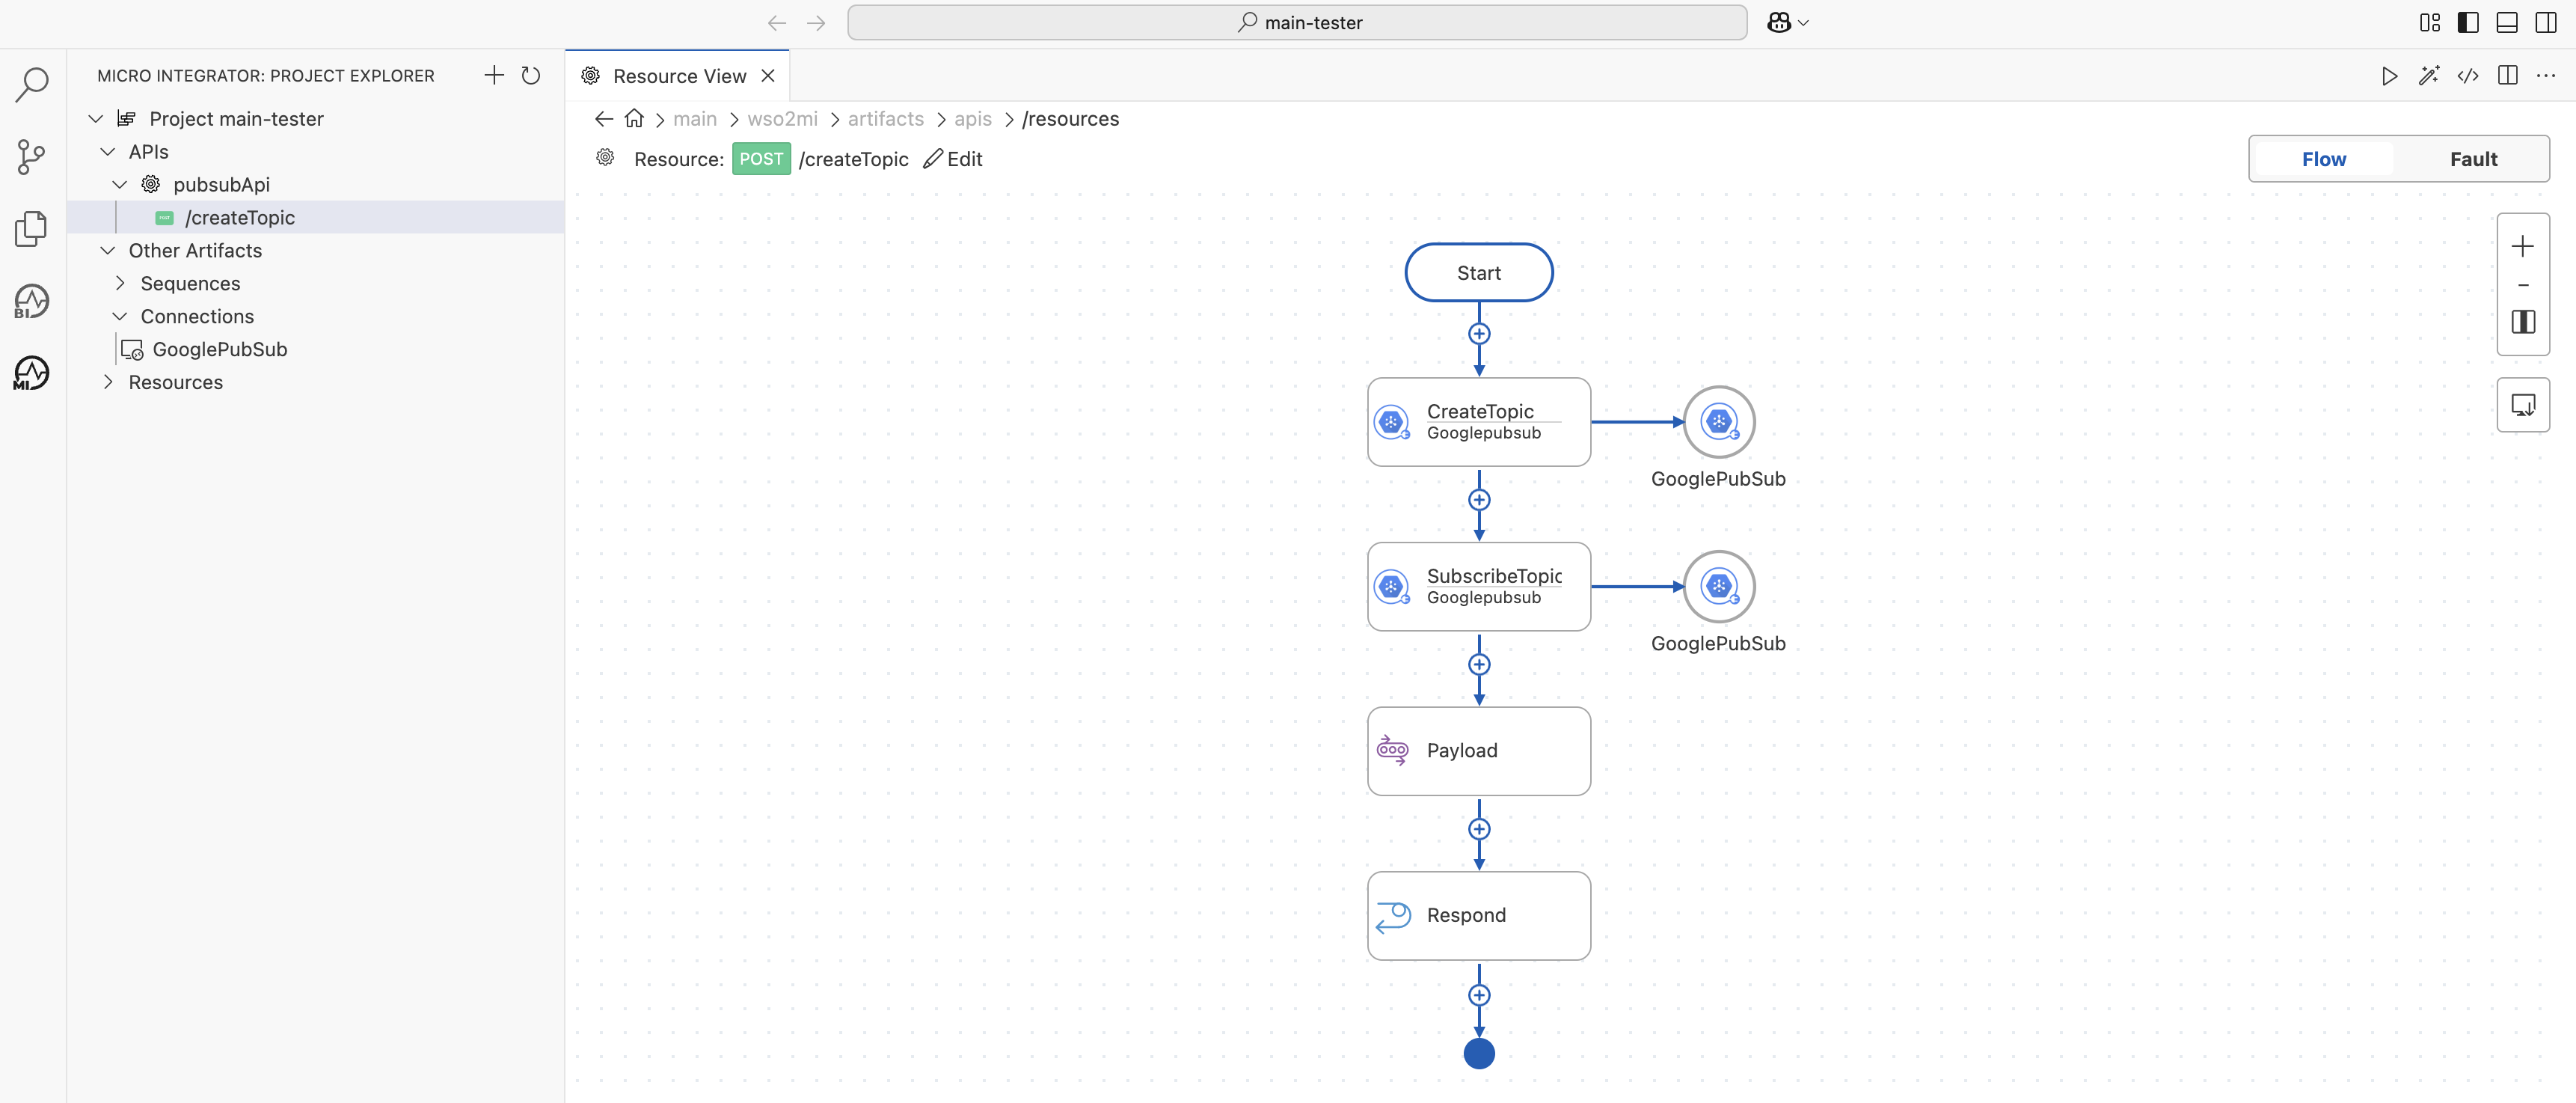 main-tester
MICRO INTEGRATOR: PROJECT EXPLORER
Project main-tester
APIs
pubsubApi
/createTopic
Other Artifacts
Sequences
Connections
GooglePubSub
Resources
BI
MI
Resource View
main > wso2mi > artifacts > apis > /resources
Resource: POST /createTopic Edit
Flow Fault
Start
CreateTopic
Googlepubsub
GooglePubSub
SubscribeTopic
Googlepubsub
GooglePubSub
Payload
Respond